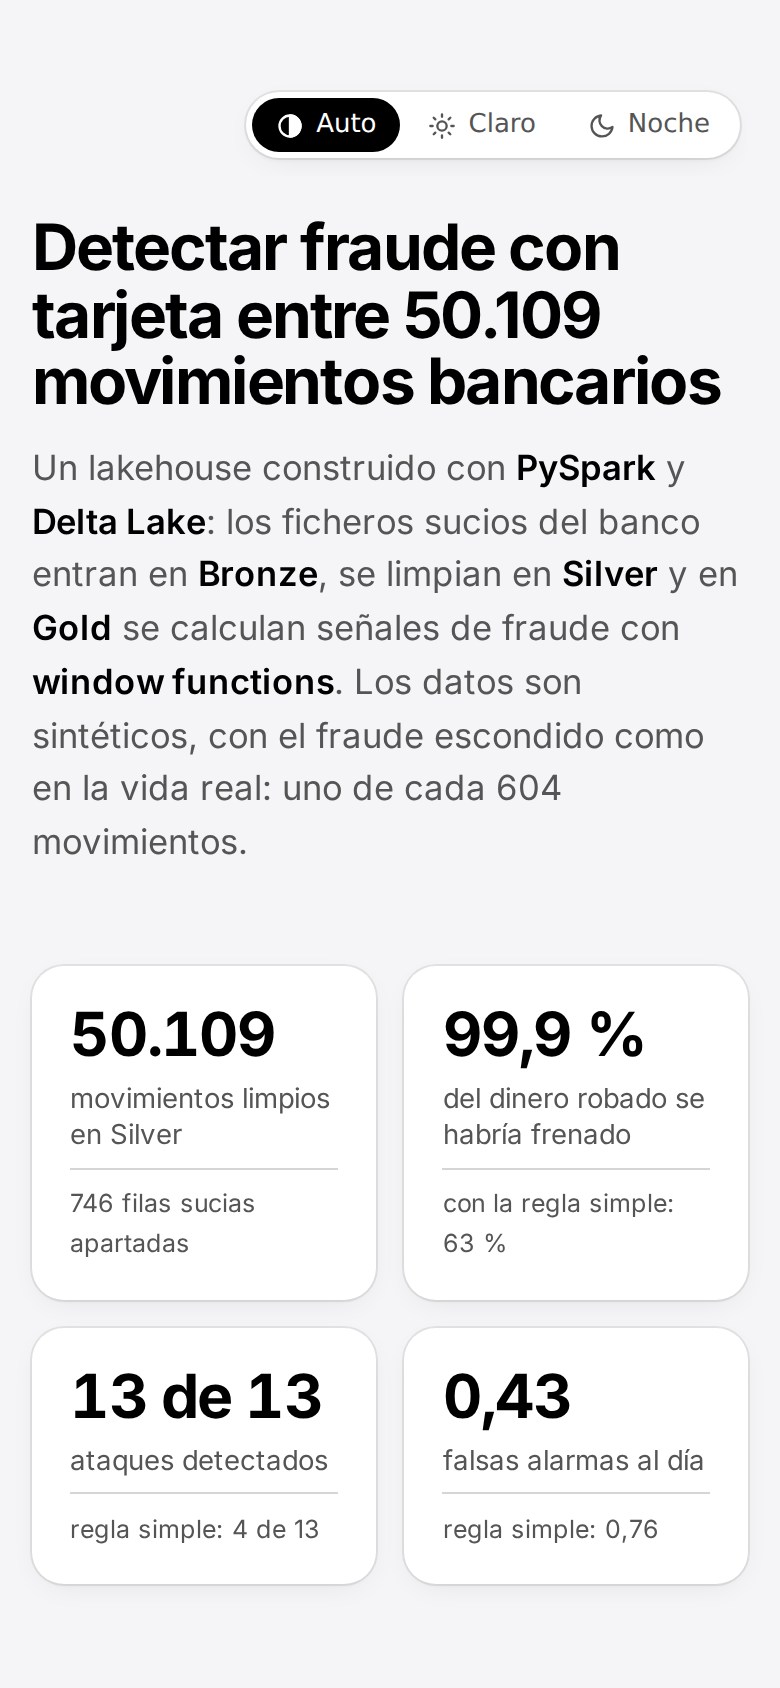 Auto Claro Noche
Detectar fraude con
tarjeta entre 50.109
movimientos bancarios
Un lakehouse construido con PySpark y
Delta Lake: los ficheros sucios del banco
entran en Bronze, se limpian en Silver y en
Gold se calculan señales de fraude con
window functions. Los datos son
sintéticos, con el fraude escondido como
en la vida real: uno de cada 604
movimientos.
50.109
movimientos limpios
en Silver
746 filas sucias
apartadas
99,9 %
del dinero robado se
habría frenado
con la regla simple:
63 %
13 de 13
ataques detectados
regla simple: 4 de 13
0,43
falsas alarmas al día
regla simple: 0,76